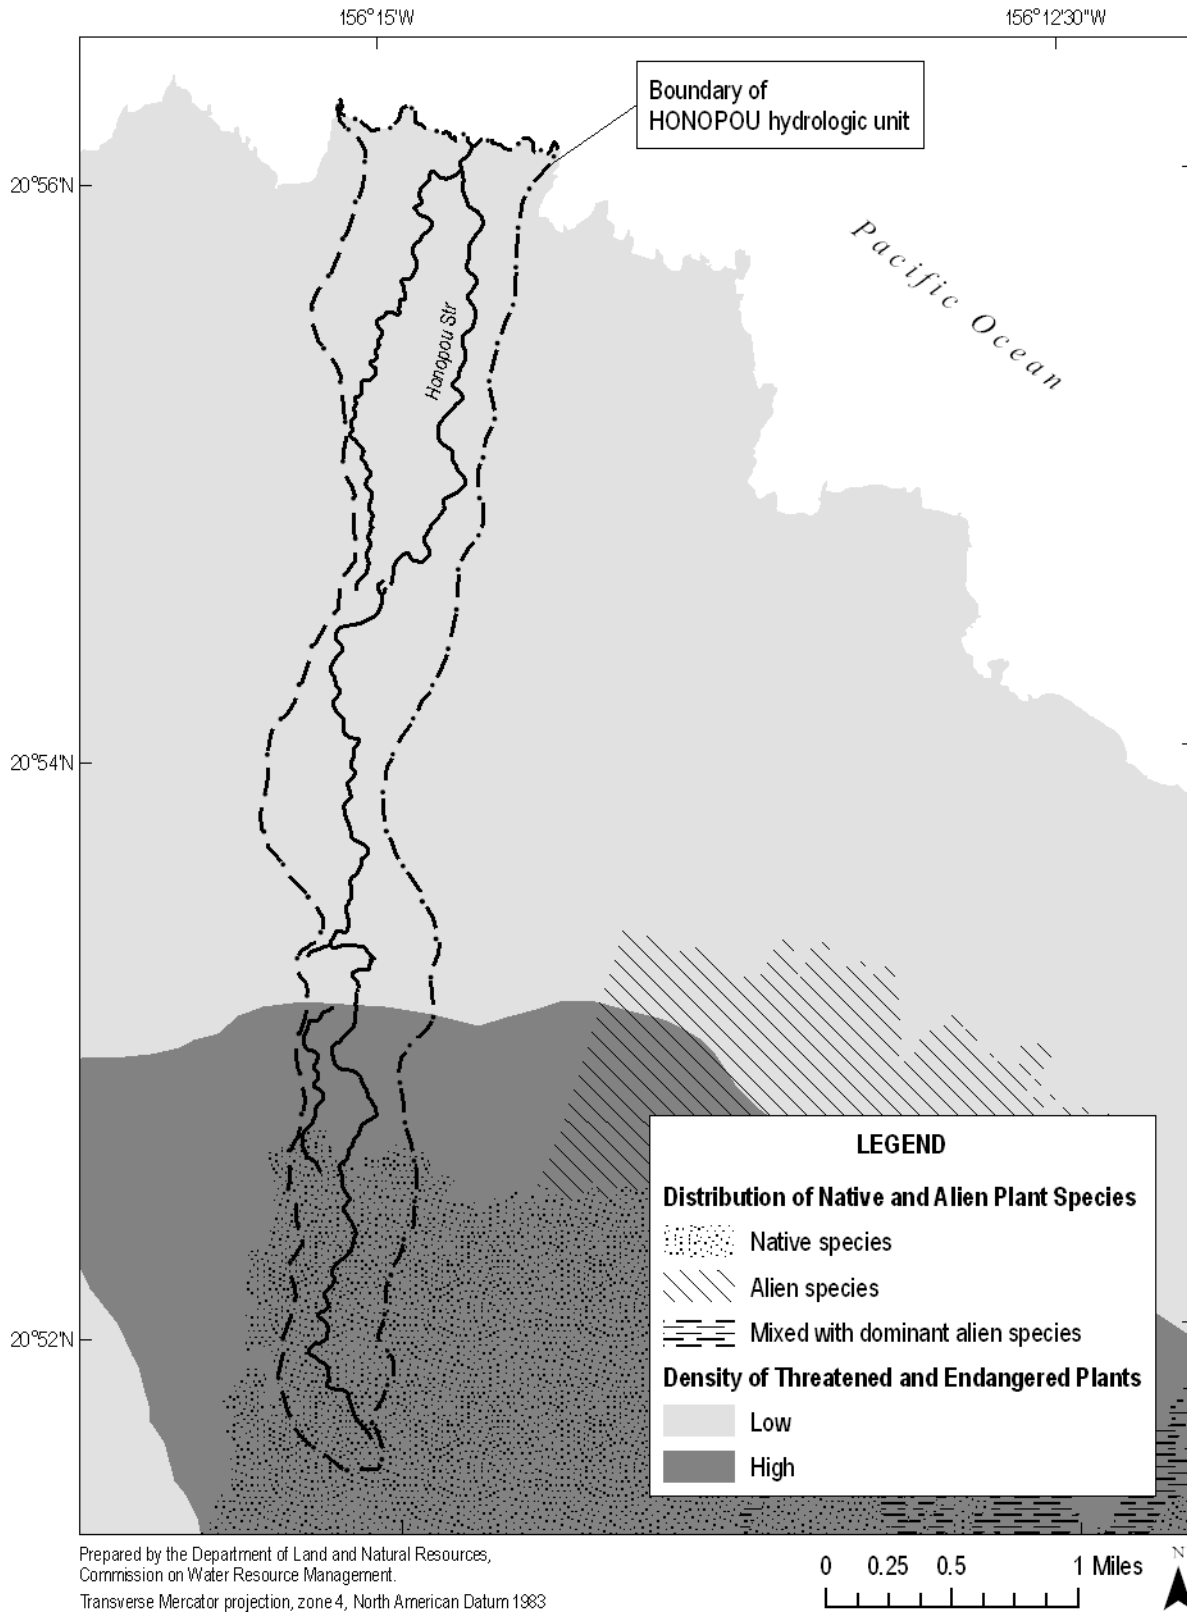 156°15'W
156°12'30"W
Boundary of
HONOPOU hydrologic unit
20°56'N
Pacific Ocean
Honopou Str
20°54'N
LEGEND
Distribution of Native and Alien Plant Species
Native species
Alien species
20°52'N
Mixed with dominant alien species
Density of Threatened and Endangered Plants
Low
High
Prepared by the Department of Land and Natural Resources,
Commission on Water Resource Management.
Transverse Mercator projection, zone 4, North American Datum 1983
0 0.25 0.5 1 Miles
N